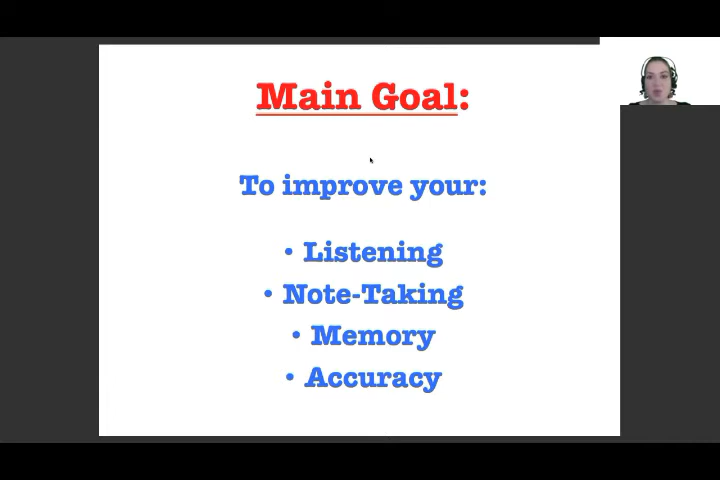 Main Goal:
To improve your:
• Listening
• Note-Taking
• Memory
• Accuracy